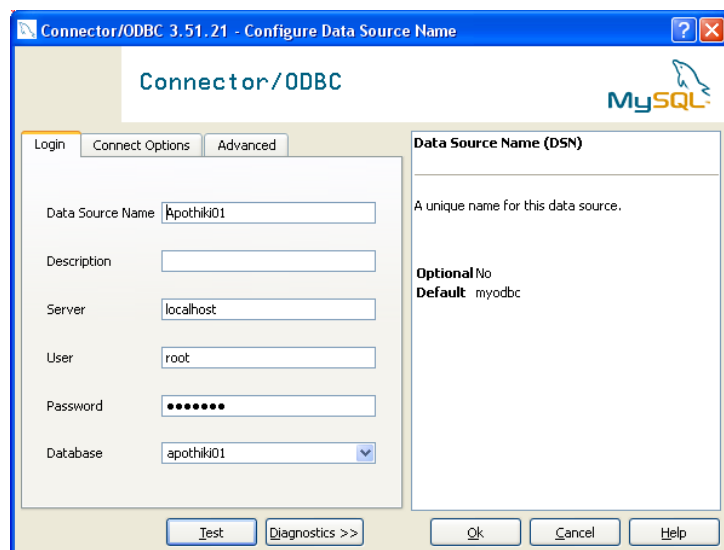 Connector/ODBC 3.51.21 - Configure Data Source Name
Connector/ODBC
MySQL
Login Connect Options Advanced
Data Source Name Apothiki01
Description
Server localhost
User root
Password •••••••
Database apothiki01
Test Diagnostics >>
Data Source Name (DSN)
A unique name for this data source.
Optional No
Default myodbc
Ok Cancel Help